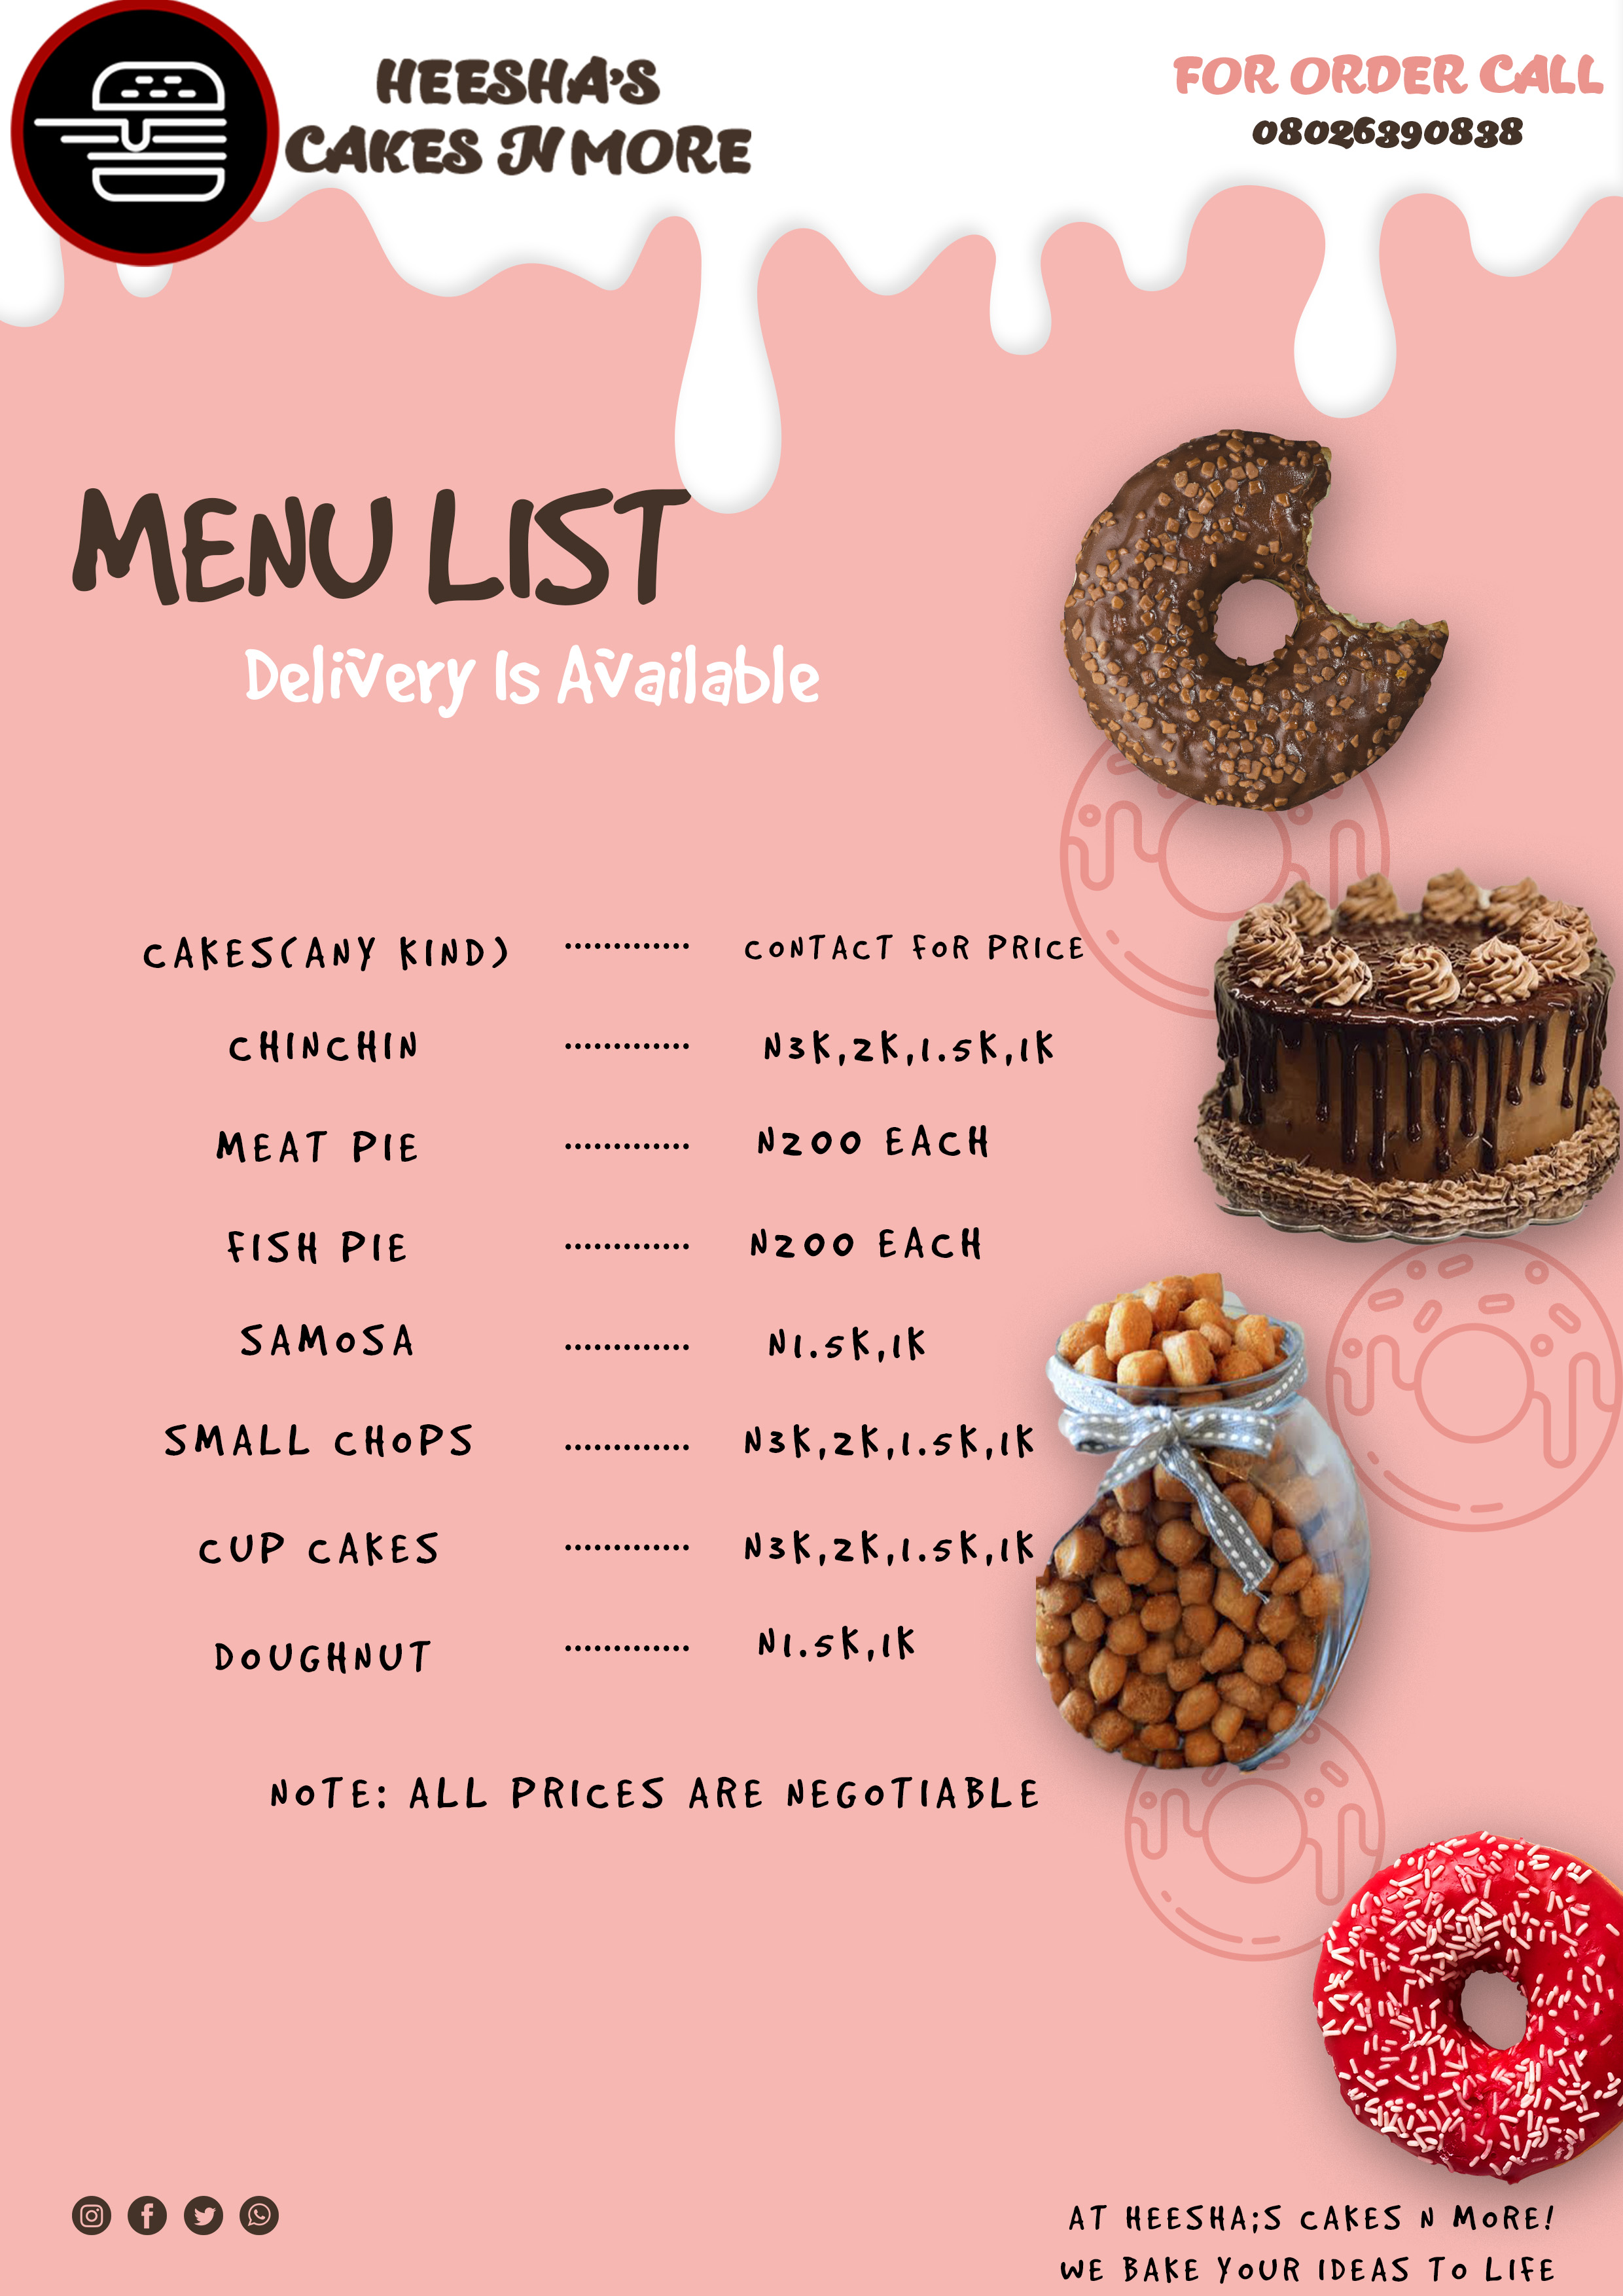 HEESHA'S
CAKES N MORE
FOR ORDER CALL
08026390838
MENU LIST
Delivery Is Available
CAKES(ANY KIND) ............. CONTACT FOR PRICE
CHINCHIN ............. N3K,2K,1.5K,1K
MEAT PIE ............. N200 EACH
FISH PIE ............. N200 EACH
SAMOSA ............. N1.5K,1K
SMALL CHOPS ............. N3K,2K,1.5K,1K
CUP CAKES ............. N3K,2K,1.5K,1K
DOUGHNUT ............. N1.5K,1K
NOTE: ALL PRICES ARE NEGOTIABLE
AT HEESHA;S CAKES N MORE!
WE BAKE YOUR IDEAS TO LIFE